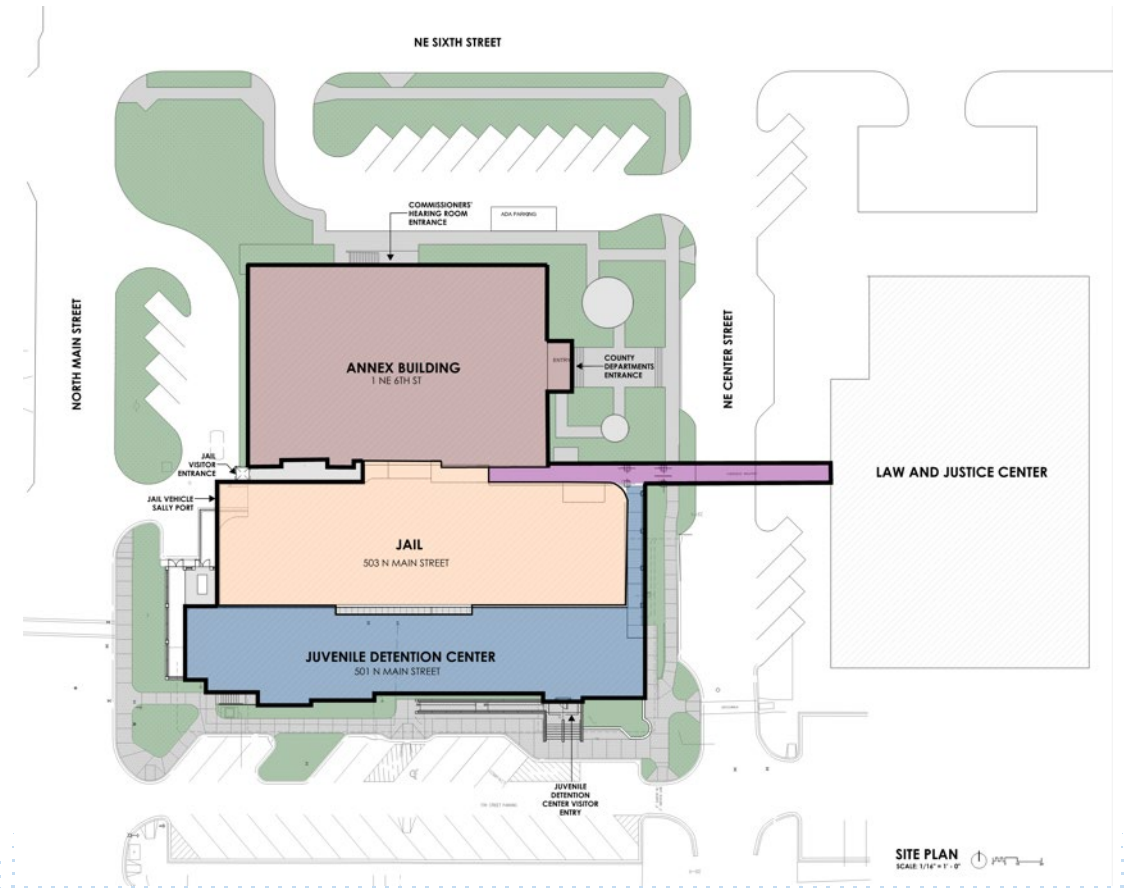 NE SIXTH STREET
COMMISSIONERS'
HEARING ROOM
ENTRANCE
ADA PARKING
NORTH MAIN STREET
ANNEX BUILDING
1 NE 6TH ST
ENTRY
COUNTY
DEPARTMENTS
ENTRANCE
NE CENTER STREET
JAIL
VISITOR
ENTRANCE
JAIL VEHICLE
SALLY PORT
LAW AND JUSTICE CENTER
JAIL
503 N MAIN STREET
JUVENILE DETENTION CENTER
501 N MAIN STREET
JUVENILE
DETENTION
CENTER VISITOR
ENTRY
SITE PLAN
SCALE: 1/16" = 1' - 0"